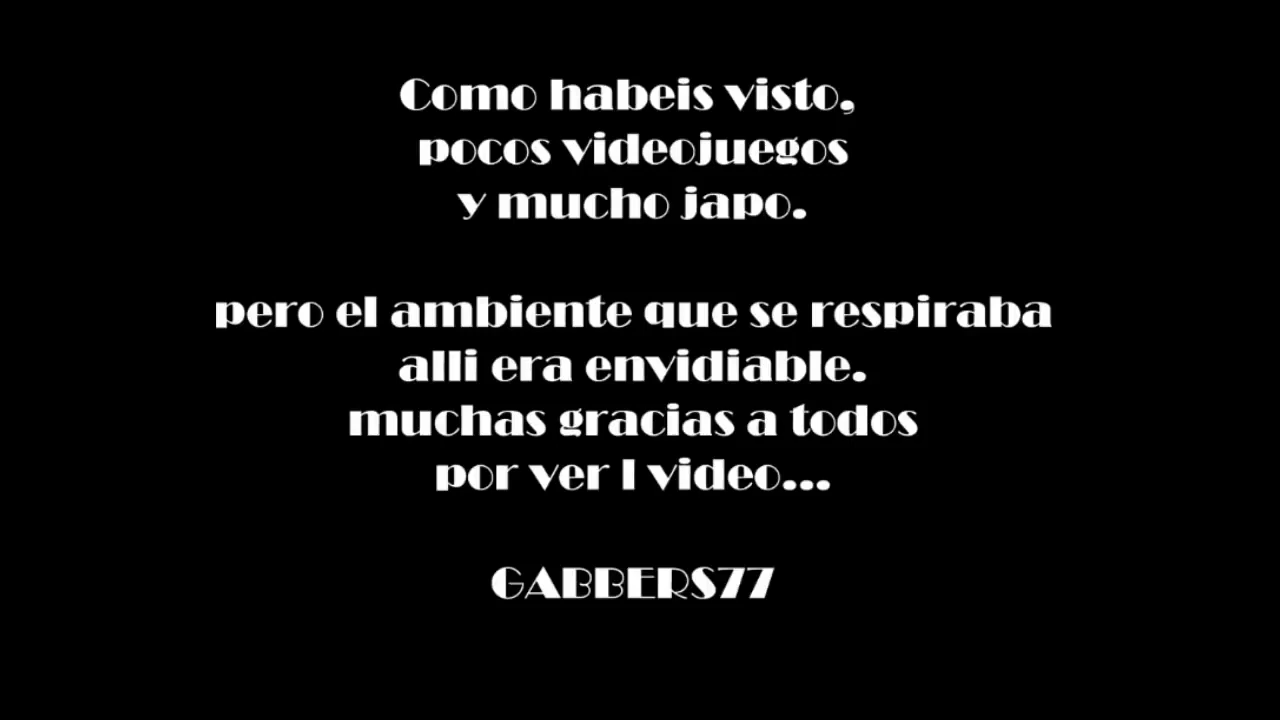 Como habeis visto,
pocos videojuegos
y mucho japo.
pero el ambiente que se respiraba
alli era envidiable.
muchas gracias a todos
por ver l video...
GABBERS77